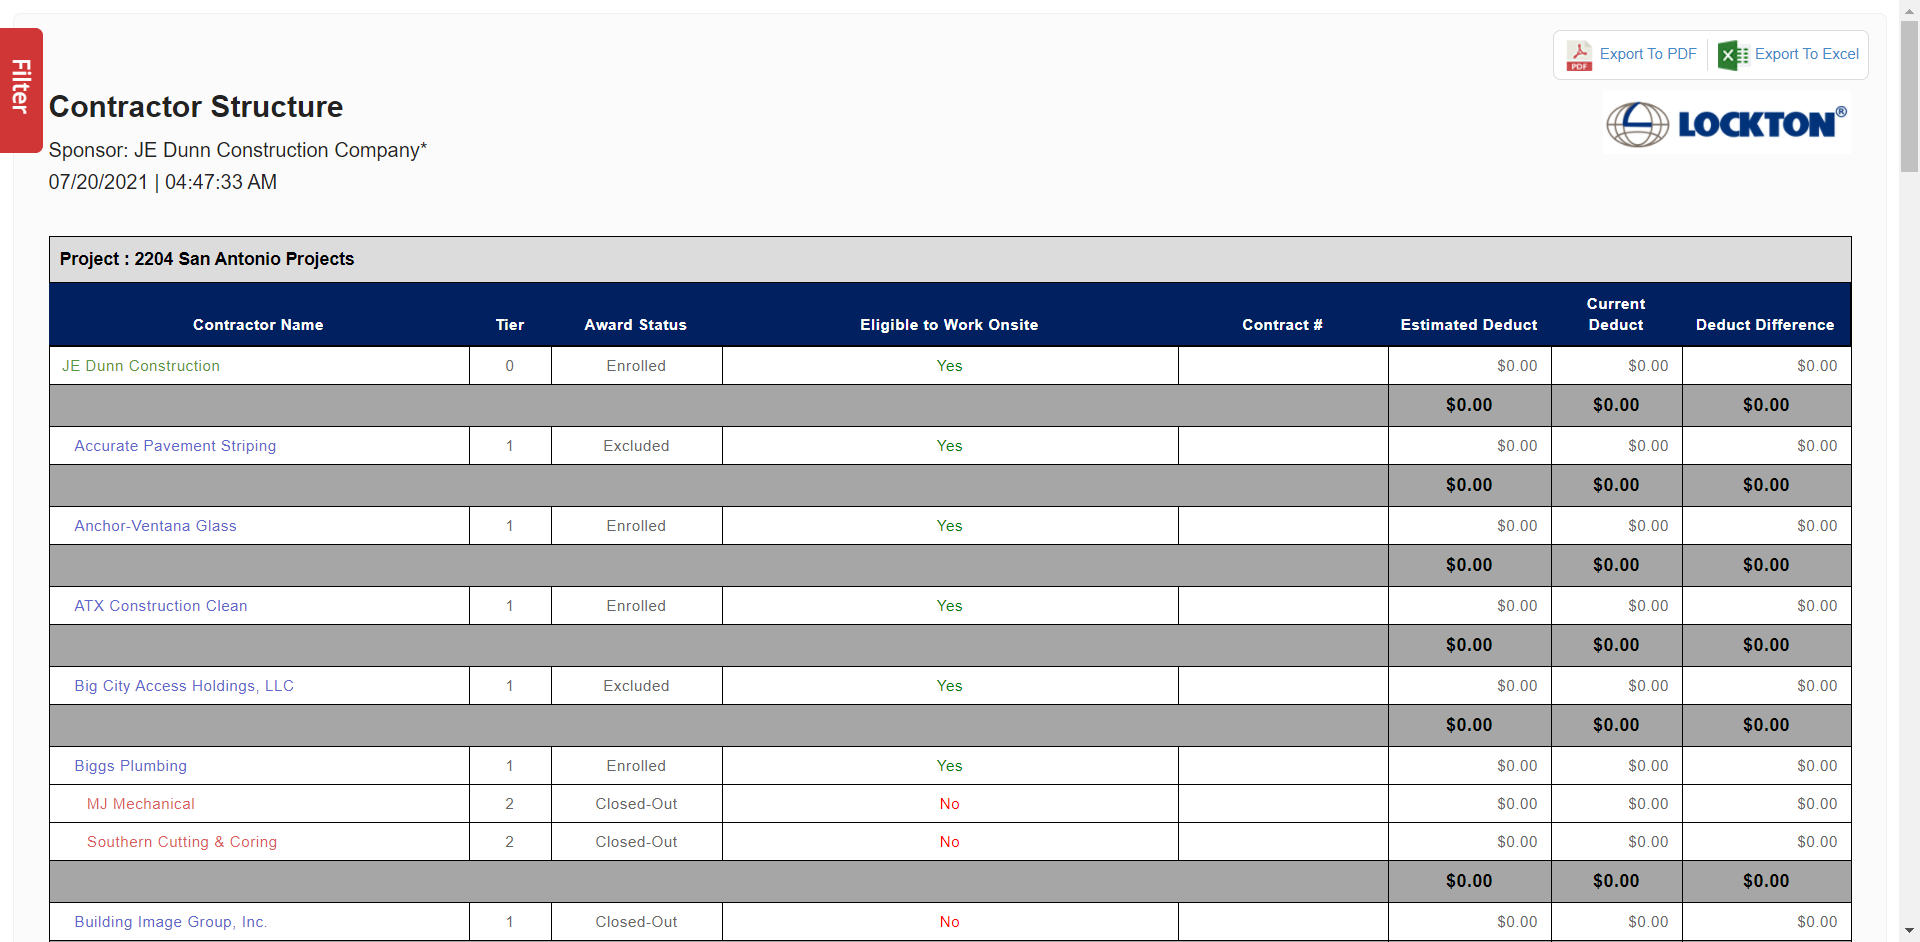 Filter
PDF Export To PDF Export To Excel
Contractor Structure
LOCKTON®
Sponsor: JE Dunn Construction Company*
07/20/2021 | 04:47:33 AM
Project : 2204 San Antonio Projects
Contractor Name Tier Award Status Eligible to Work Onsite Contract # Estimated Deduct Current Deduct Deduct Difference
JE Dunn Construction 0 Enrolled Yes $0.00 $0.00 $0.00
$0.00 $0.00 $0.00
Accurate Pavement Striping 1 Excluded Yes $0.00 $0.00 $0.00
$0.00 $0.00 $0.00
Anchor-Ventana Glass 1 Enrolled Yes $0.00 $0.00 $0.00
$0.00 $0.00 $0.00
ATX Construction Clean 1 Enrolled Yes $0.00 $0.00 $0.00
$0.00 $0.00 $0.00
Big City Access Holdings, LLC 1 Excluded Yes $0.00 $0.00 $0.00
$0.00 $0.00 $0.00
Biggs Plumbing 1 Enrolled Yes $0.00 $0.00 $0.00
MJ Mechanical 2 Closed-Out No $0.00 $0.00 $0.00
Southern Cutting & Coring 2 Closed-Out No $0.00 $0.00 $0.00
$0.00 $0.00 $0.00
Building Image Group, Inc. 1 Closed-Out No $0.00 $0.00 $0.00